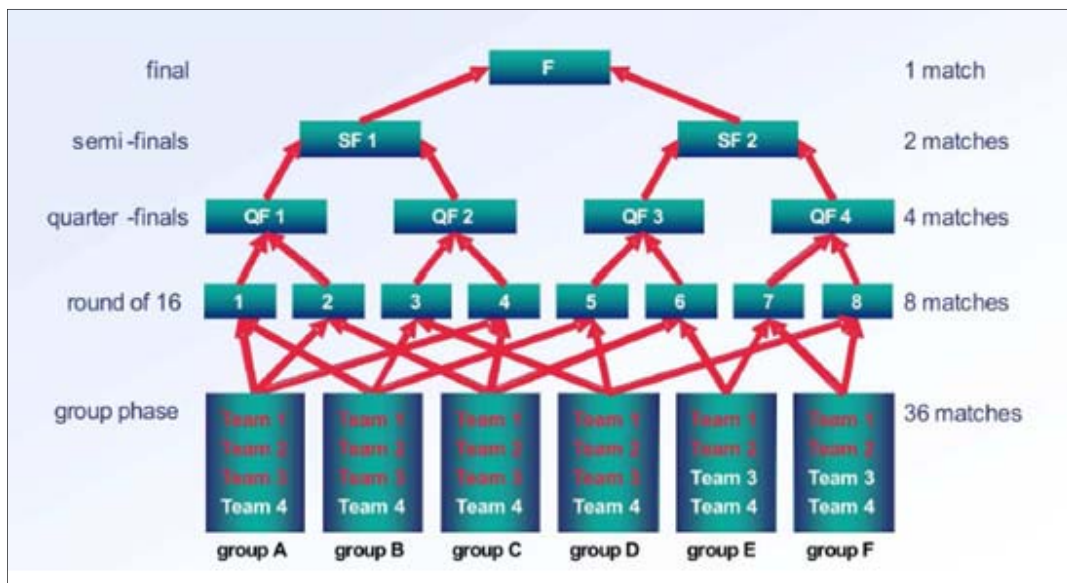 final F 1 match
semi -finals SF 1 SF 2 2 matches
quarter -finals QF 1 QF 2 QF 3 QF 4 4 matches
round of 16 1 2 3 4 5 6 7 8 8 matches
group phase Team 1 Team 1 Team 1 Team 1 Team 1 Team 1 36 matches
Team 2 Team 2 Team 2 Team 2 Team 2 Team 2
Team 3 Team 3 Team 3 Team 3 Team 3 Team 3
Team 4 Team 4 Team 4 Team 4 Team 4 Team 4
group A group B group C group D group E group F